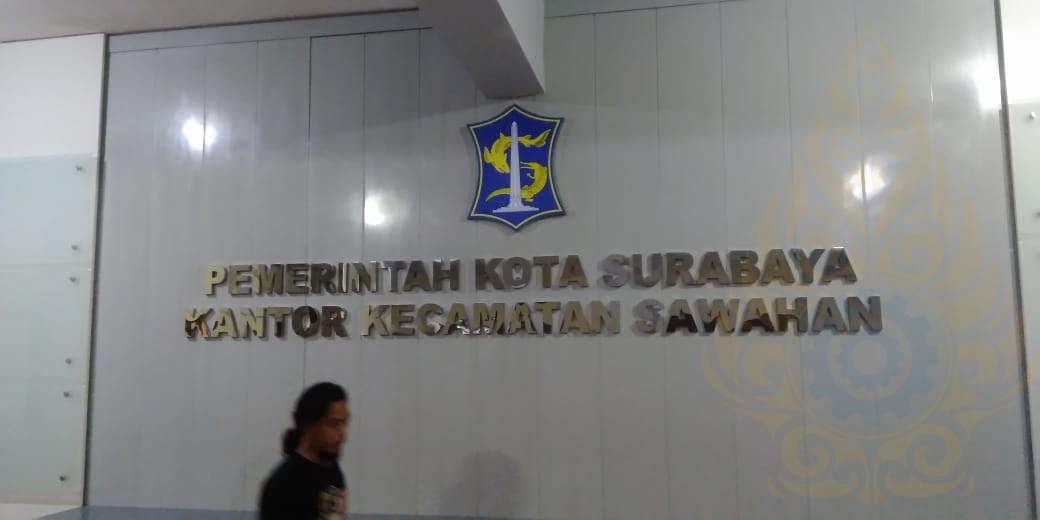 PEMERINTAH KOTA SURABAYA
KANTOR KECAMATAN SAWAHAN